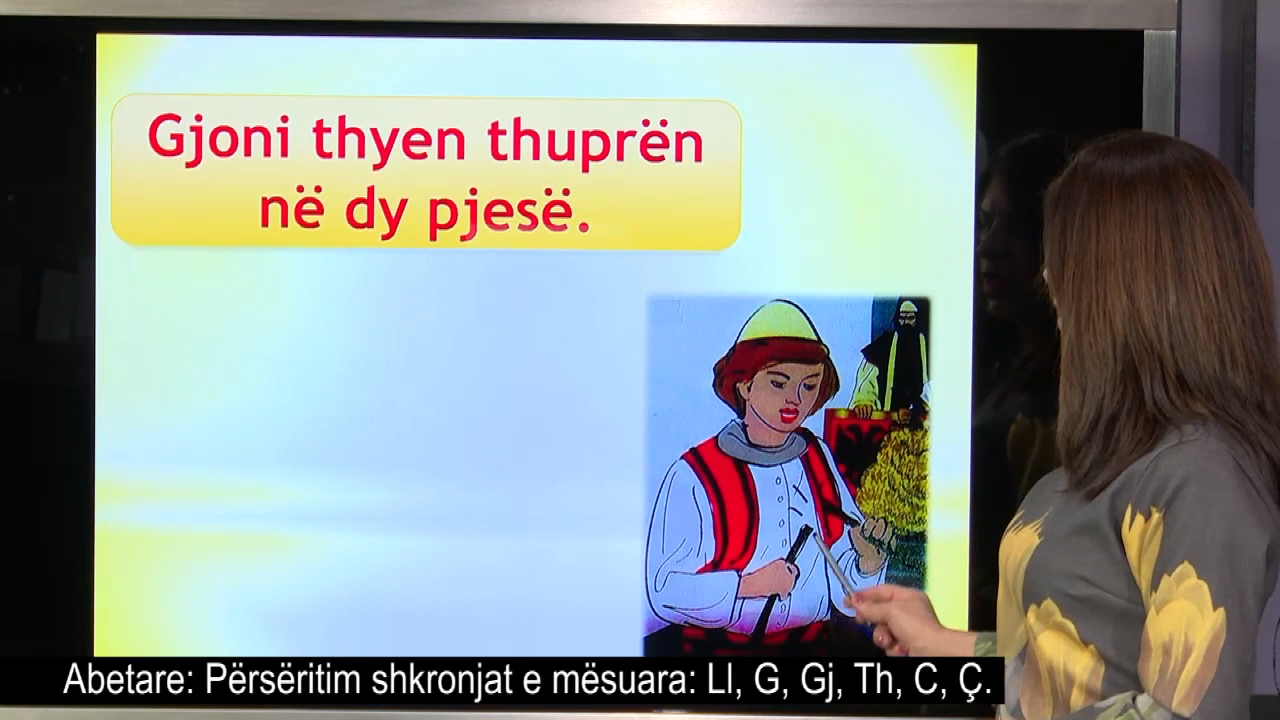 Gjoni thyen thuprën
në dy pjesë.
Abetare: Përsëritim shkronjat e mësuara: Ll, G, Gj, Th, C, Ç.